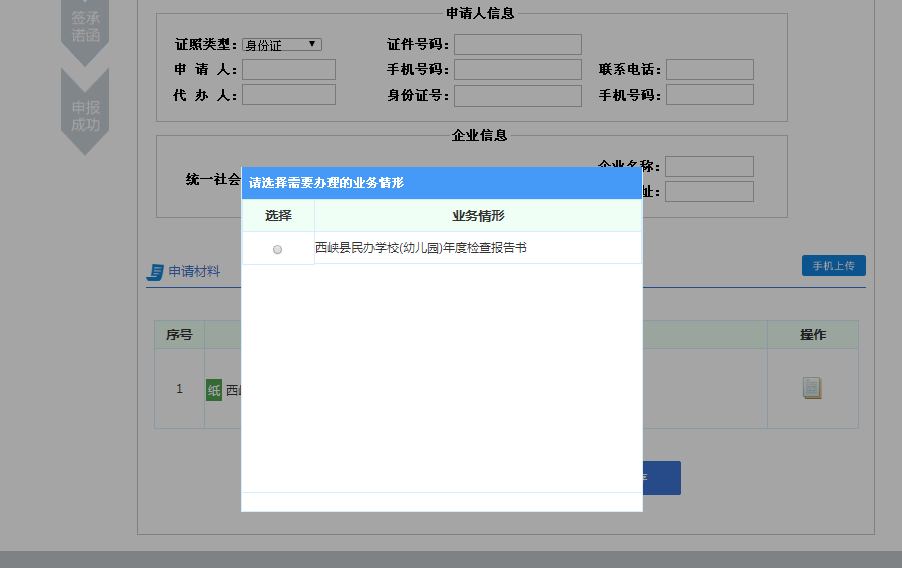 签承
诺函
申报
成功
申请人信息
证照类型： 身份证 证件号码：
申 请 人： 手机号码： 联系电话：
代 办 人： 身份证号： 手机号码：
企业信息
企业名称：
统一社会
址：
请选择需要办理的业务情形
选择 业务情形
西峡县民办学校(幼儿园)年度检查报告书
申请材料 手机上传
序号 操作
1 纸 西